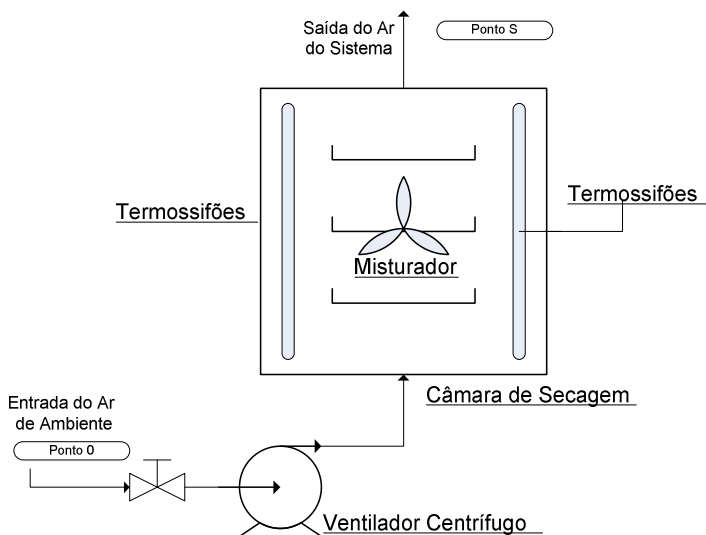 Saída do Ar
do Sistema
Ponto S
Termossifões
Termossifões
Misturador
Câmara de Secagem
Entrada do Ar
de Ambiente
Ponto 0
Ventilador Centrífugo